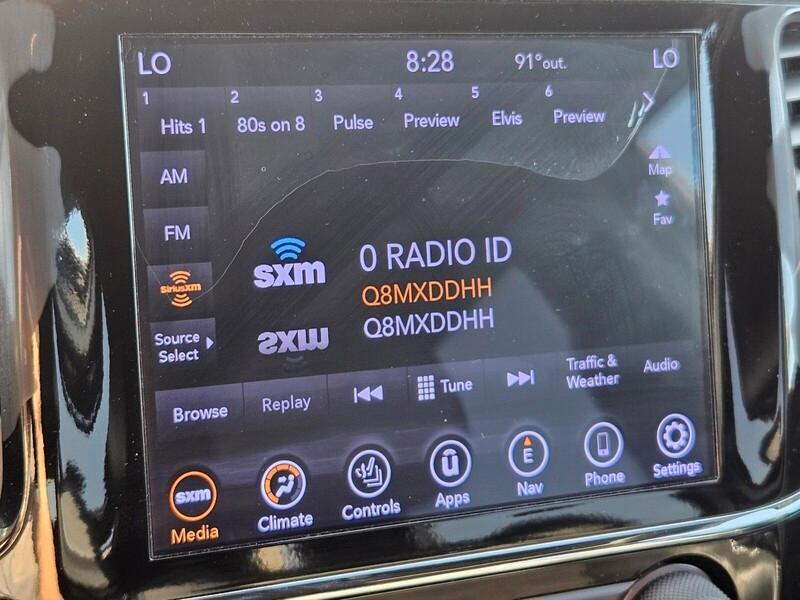 LO 8:28 91°out. LO
1 2 3 4 5 6
Hits 1 80s on 8 Pulse Preview Elvis Preview
AM
Map
FM
Fav
sxm
0 RADIO ID
SiriusXM
Q8MXDDHH
Q8MXDDHH
Source
Select
sxm
Browse Replay Tune Traffic &
Weather Audio
sxm
E
Media Climate Controls Apps Nav Phone Settings